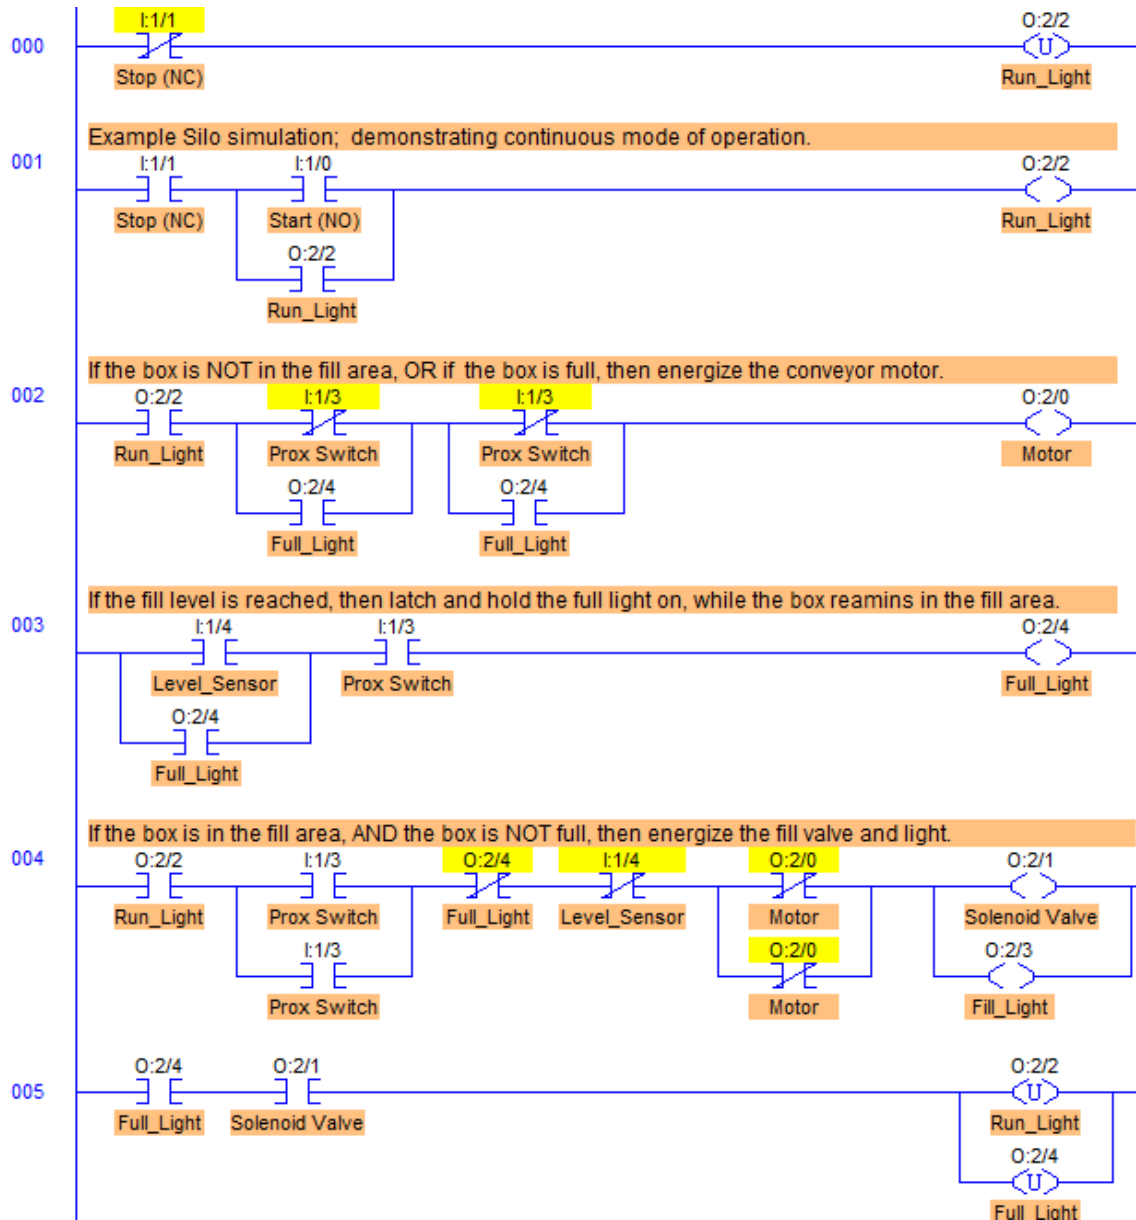 I:1/1 O:2/2
000
U
Stop (NC) Run_Light
Example Silo simulation; demonstrating continuous mode of operation.
001
I:1/1 I:1/0 O:2/2
Stop (NC) Start (NO) Run_Light
O:2/2
Run_Light
If the box is NOT in the fill area, OR if the box is full, then energize the conveyor motor.
002
O:2/2 I:1/3 I:1/3 O:2/0
Run_Light Prox Switch Prox Switch Motor
O:2/4 O:2/4
Full_Light Full_Light
If the fill level is reached, then latch and hold the full light on, while the box reamins in the fill area.
003
I:1/4 I:1/3 O:2/4
Level_Sensor Prox Switch Full_Light
O:2/4
Full_Light
If the box is in the fill area, AND the box is NOT full, then energize the fill valve and light.
004
O:2/2 I:1/3 O:2/4 I:1/4 O:2/0 O:2/1
Run_Light Prox Switch Full_Light Level_Sensor Motor Solenoid Valve
I:1/3 O:2/0 O:2/3
Prox Switch Motor Fill_Light
O:2/4 O:2/1 O:2/2
005
U
Full_Light Solenoid Valve Run_Light
O:2/4
U
Full_Light